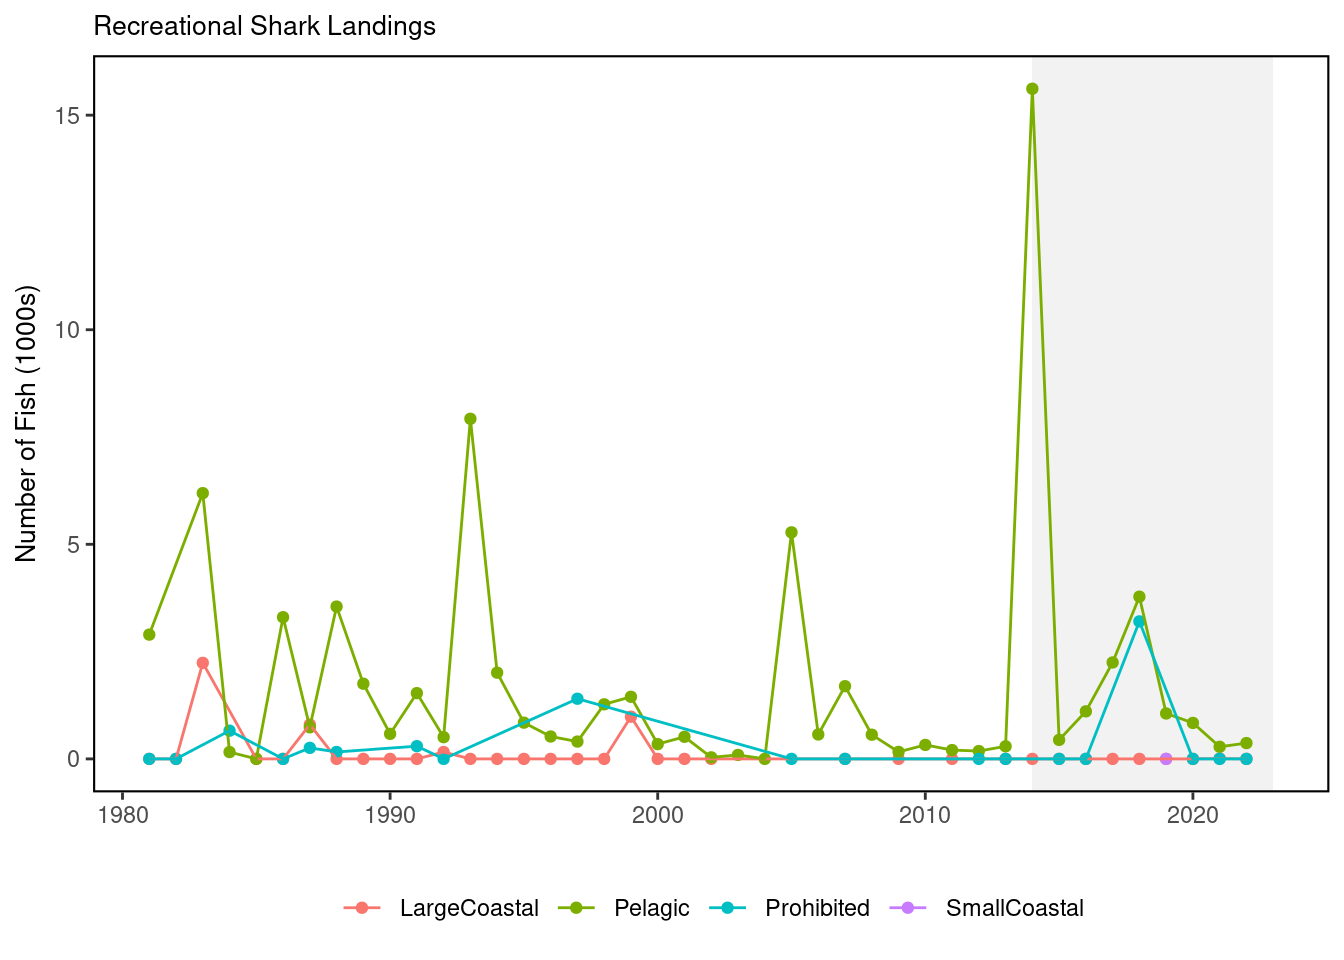 Recreational Shark Landings
Number of Fish (1000s)
15
10
5
0
1980 1990 2000 2010 2020
LargeCoastal Pelagic Prohibited SmallCoastal